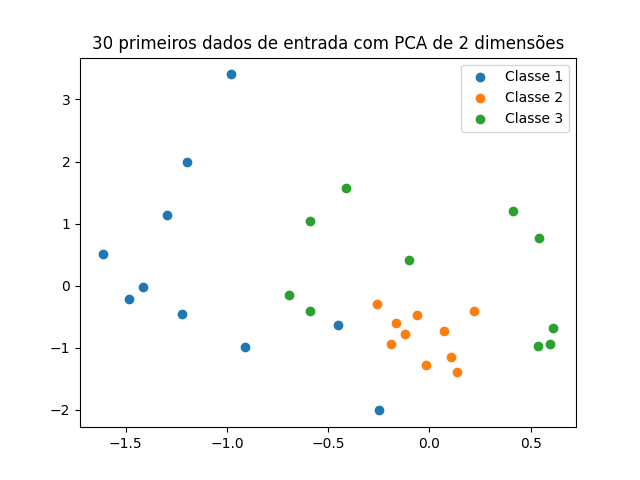 30 primeiros dados de entrada com PCA de 2 dimensões
Classe 1
Classe 2
Classe 3
3
2
1
0
−1
−2
−1.5
−1.0
−0.5
0.0
0.5